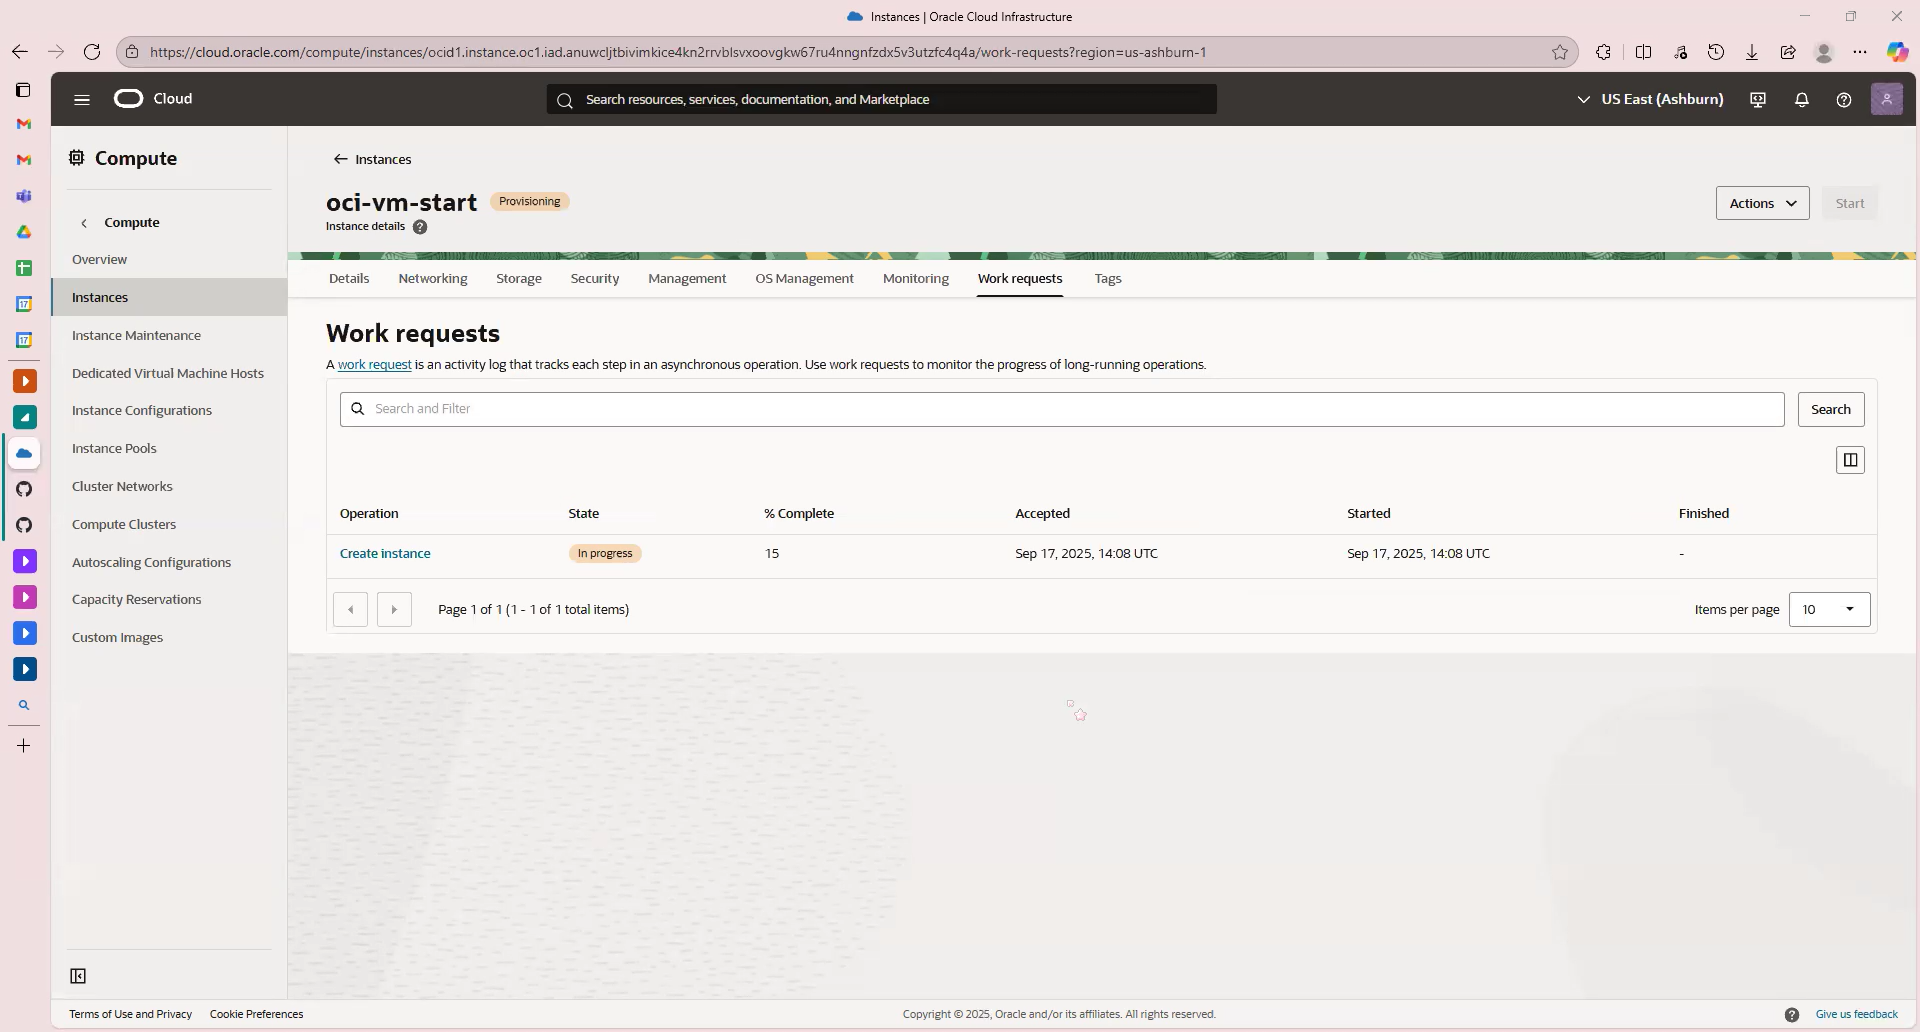 Instances | Oracle Cloud Infrastructure
https://cloud.oracle.com/compute/instances/ocid1.instance.oc1.iad.anuwcljtbivimkice4kn2rrvblsvxoovgkw67ru4nngnfzdx5v3utzfc4q4a/work-requests?region=us-ashburn-1
Cloud
Search resources, services, documentation, and Marketplace
US East (Ashburn)
Compute
Compute
Overview
Instances
Instance Maintenance
Dedicated Virtual Machine Hosts
Instance Configurations
Instance Pools
Cluster Networks
Compute Clusters
Autoscaling Configurations
Capacity Reservations
Custom Images
Instances
oci-vm-start Provisioning
Instance details
Actions Start
Details Networking Storage Security Management OS Management Monitoring Work requests Tags
Work requests
A work request is an activity log that tracks each step in an asynchronous operation. Use work requests to monitor the progress of long-running operations.
Search and Filter Search
Operation State % Complete Accepted Started Finished
Create instance In progress 15 Sep 17, 2025, 14:08 UTC Sep 17, 2025, 14:08 UTC -
Page 1 of 1 (1 - 1 of 1 total items) Items per page 10
Terms of Use and Privacy Cookie Preferences Copyright © 2025, Oracle and/or its affiliates. All rights reserved. Give us feedback